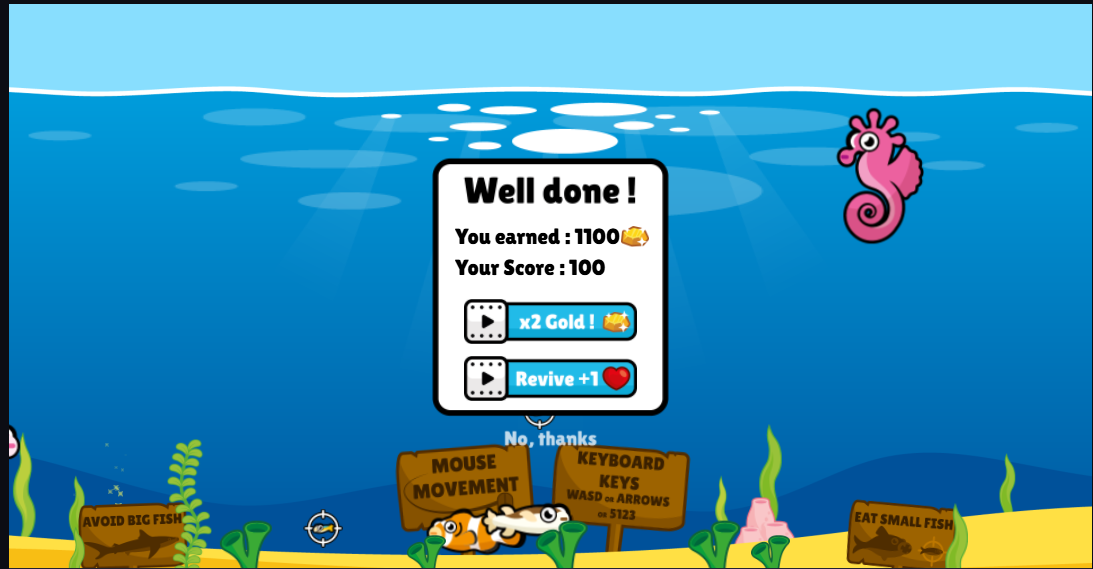 Well done !
You earned : 1100
Your Score : 100
x2 Gold !
Revive +1
No, thanks
MOUSE
MOVEMENT
KEYBOARD
KEYS
WASD OR ARROWS
OR 5123
AVOID BIG FISH
EAT SMALL FISH